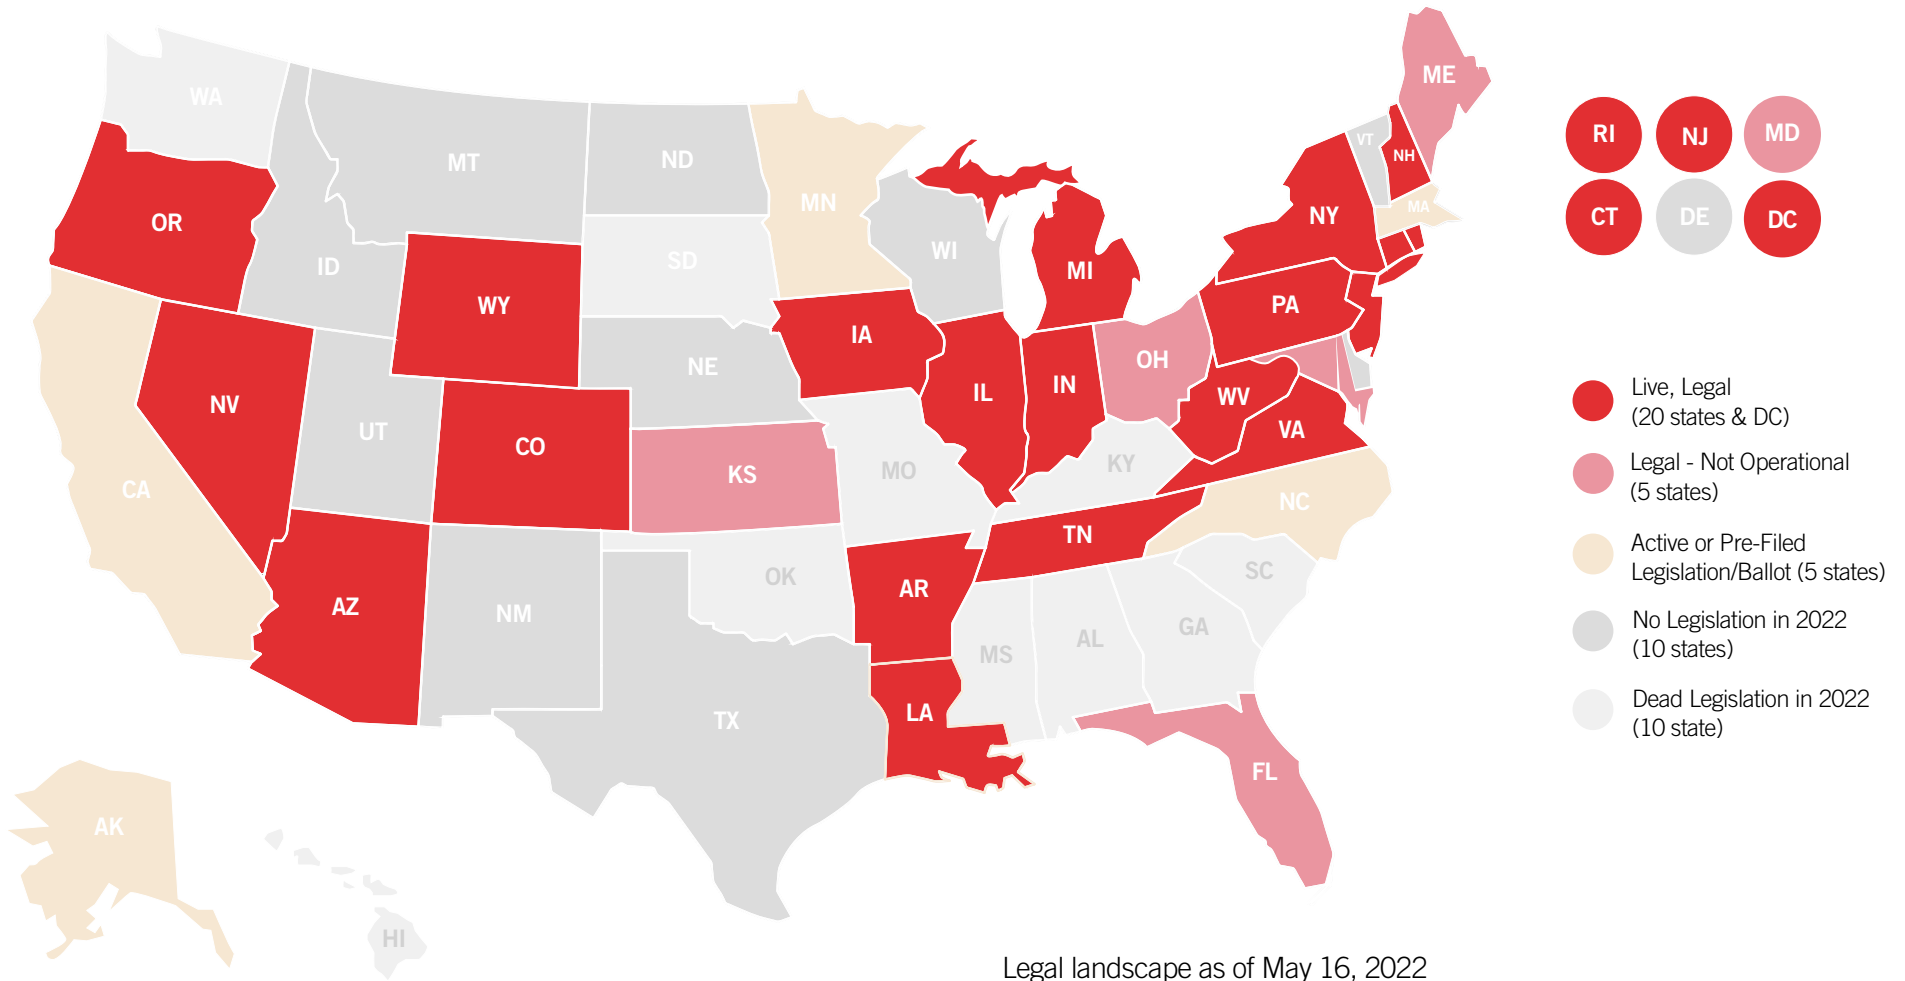 WA
MT
ND
MN
OR
ID
SD
WI
WY
NV
UT
CO
NE
IA
IL
IN
MI
OH
KS
MO
KY
CA
AZ
NM
OK
AR
TN
TX
LA
MS
AL
GA
SC
NC
FL
WV
VA
PA
NY
VT
NH
MA
ME
AK
HI
RI NJ MD
CT DE DC
Live, Legal
(20 states & DC)
Legal - Not Operational
(5 states)
Active or Pre-Filed
Legislation/Ballot (5 states)
No Legislation in 2022
(10 states)
Dead Legislation in 2022
(10 state)
Legal landscape as of May 16, 2022